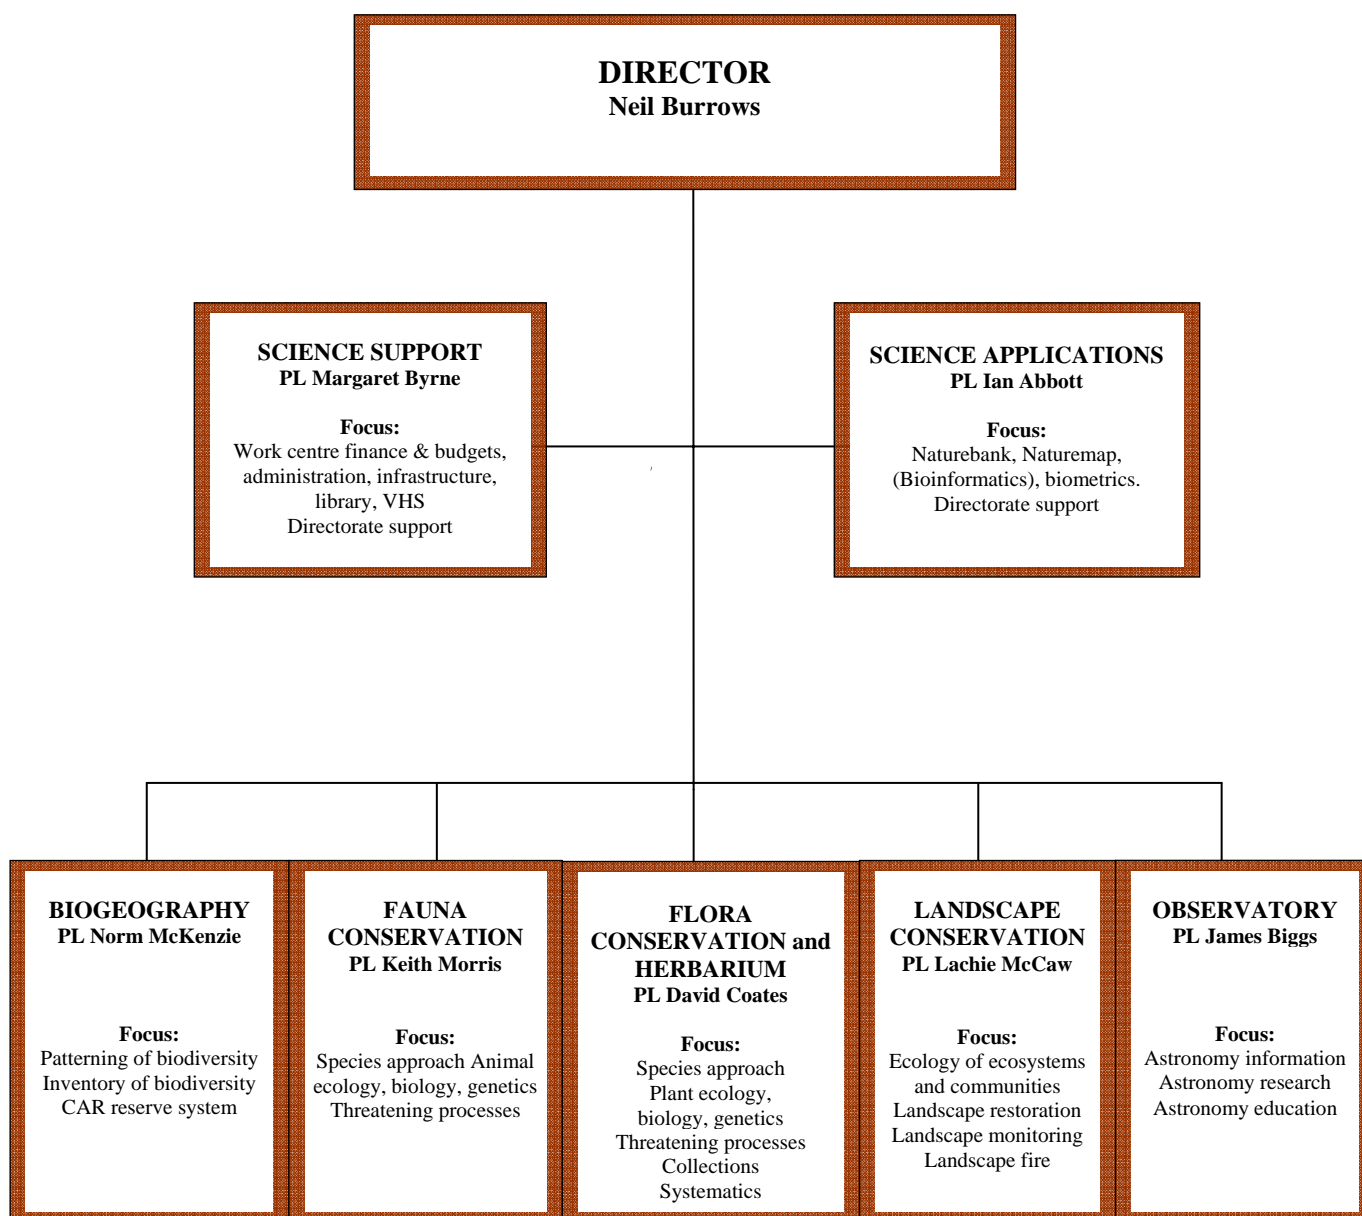 DIRECTOR
Neil Burrows
SCIENCE SUPPORT
PL Margaret Byrne
Focus:
Work centre finance & budgets,
administration, infrastructure,
library, VHS
Directorate support
SCIENCE APPLICATIONS
PL Ian Abbott
Focus:
Naturebank, Naturemap,
(Bioinformatics), biometrics.
Directorate support
BIOGEOGRAPHY
PL Norm McKenzie
Focus:
Patterning of biodiversity
Inventory of biodiversity
CAR reserve system
FAUNA
CONSERVATION
PL Keith Morris
Focus:
Species approach Animal
ecology, biology, genetics
Threatening processes
FLORA
CONSERVATION and
HERBARIUM
PL David Coates
Focus:
Species approach
Plant ecology,
biology, genetics
Threatening processes
Collections
Systematics
LANDSCAPE
CONSERVATION
PL Lachie McCaw
Focus:
Ecology of ecosystems
and communities
Landscape restoration
Landscape monitoring
Landscape fire
OBSERVATORY
PL James Biggs
Focus:
Astronomy information
Astronomy research
Astronomy education